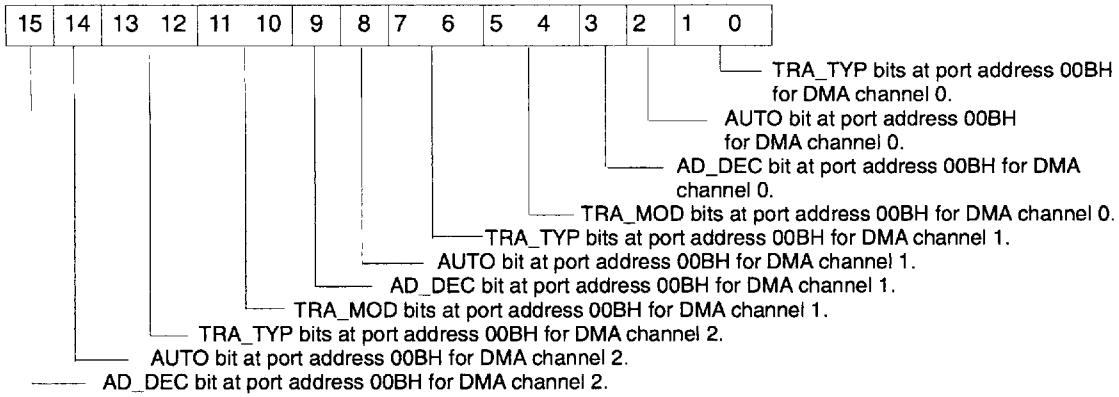 15 14 13 12 11 10 9 8 7 6 5 4 3 2 1 0
TRA_TYP bits at port address 00BH
for DMA channel 0.
AUTO bit at port address 00BH
for DMA channel 0.
AD_DEC bit at port address 00BH for DMA
channel 0.
TRA_MOD bits at port address 00BH for DMA channel 0.
TRA_TYP bits at port address 00BH for DMA channel 1.
AUTO bit at port address 00BH for DMA channel 1.
AD_DEC bit at port address 00BH for DMA channel 1.
TRA_MOD bits at port address 00BH for DMA channel 1.
TRA_TYP bits at port address 00BH for DMA channel 2.
AUTO bit at port address 00BH for DMA channel 2.
AD_DEC bit at port address 00BH for DMA channel 2.